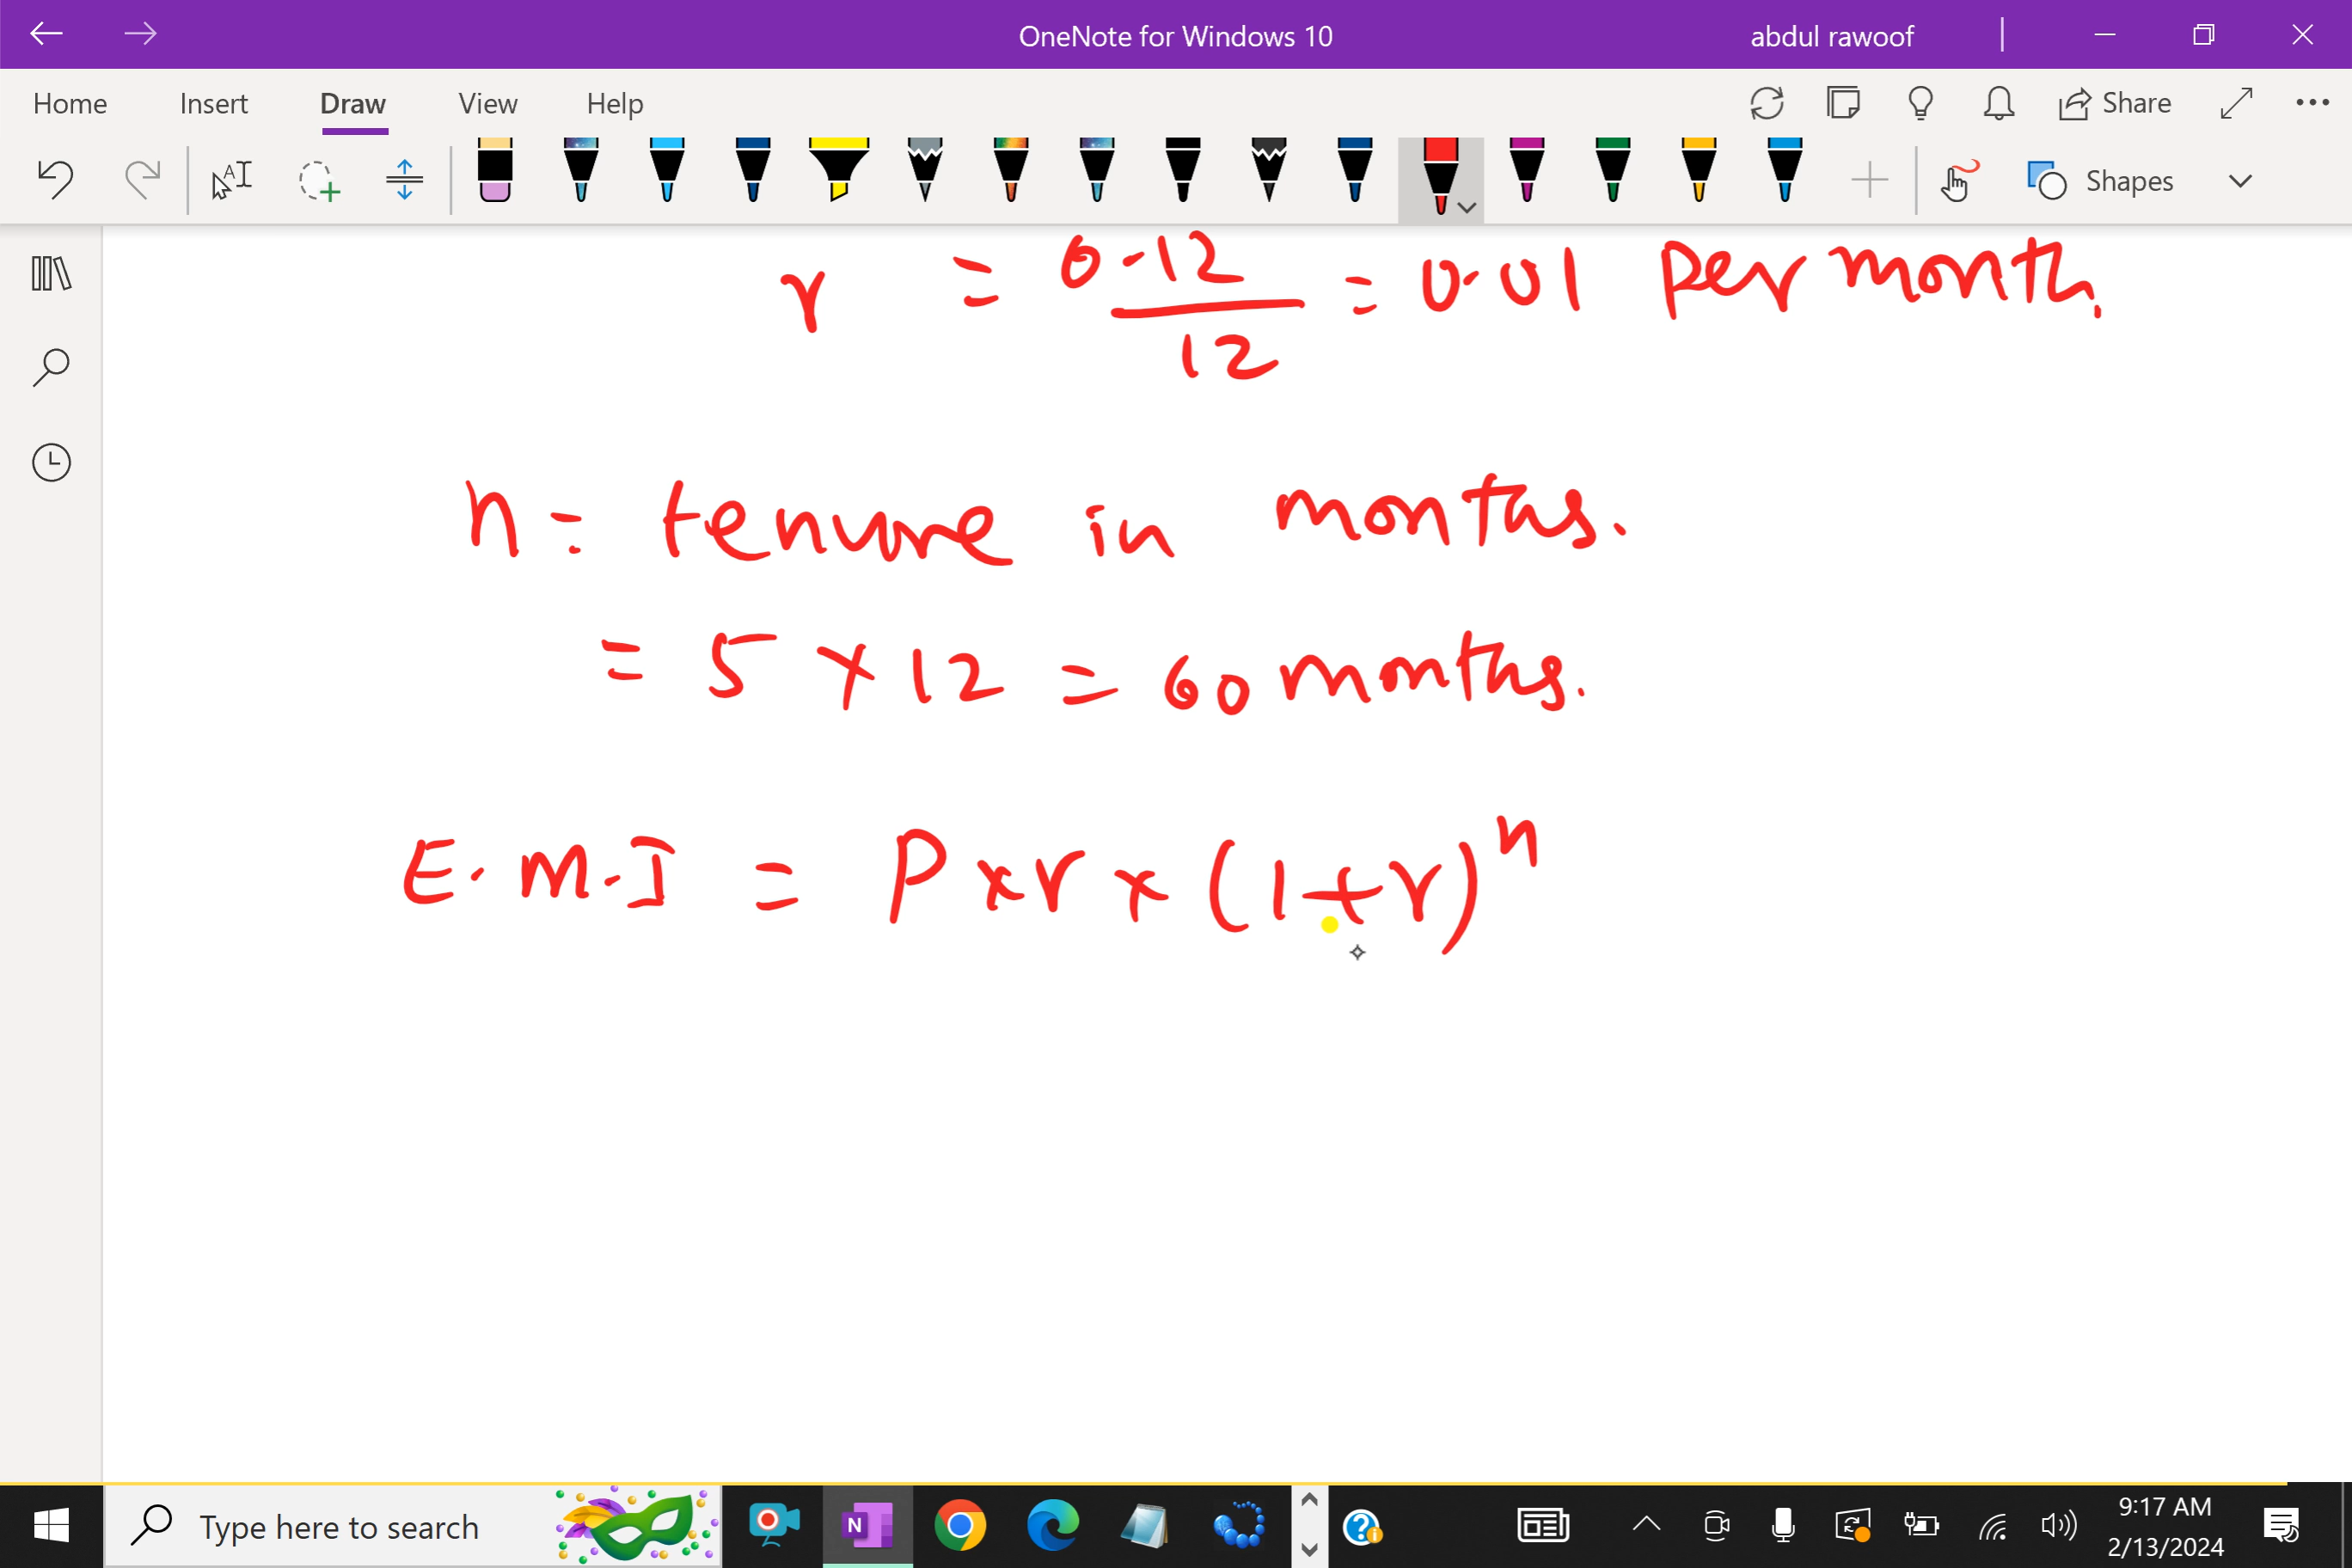 OneNote for Windows 10
abdul rawoof
Home Insert Draw View Help
Share
Shapes
r = 0.12 / 12 = 0.01 Per month.
n = tenure in months.
= 5 × 12 = 60 months.
E.M.I = P × r × (1+r)^n
Type here to search
9:17 AM
2/13/2024